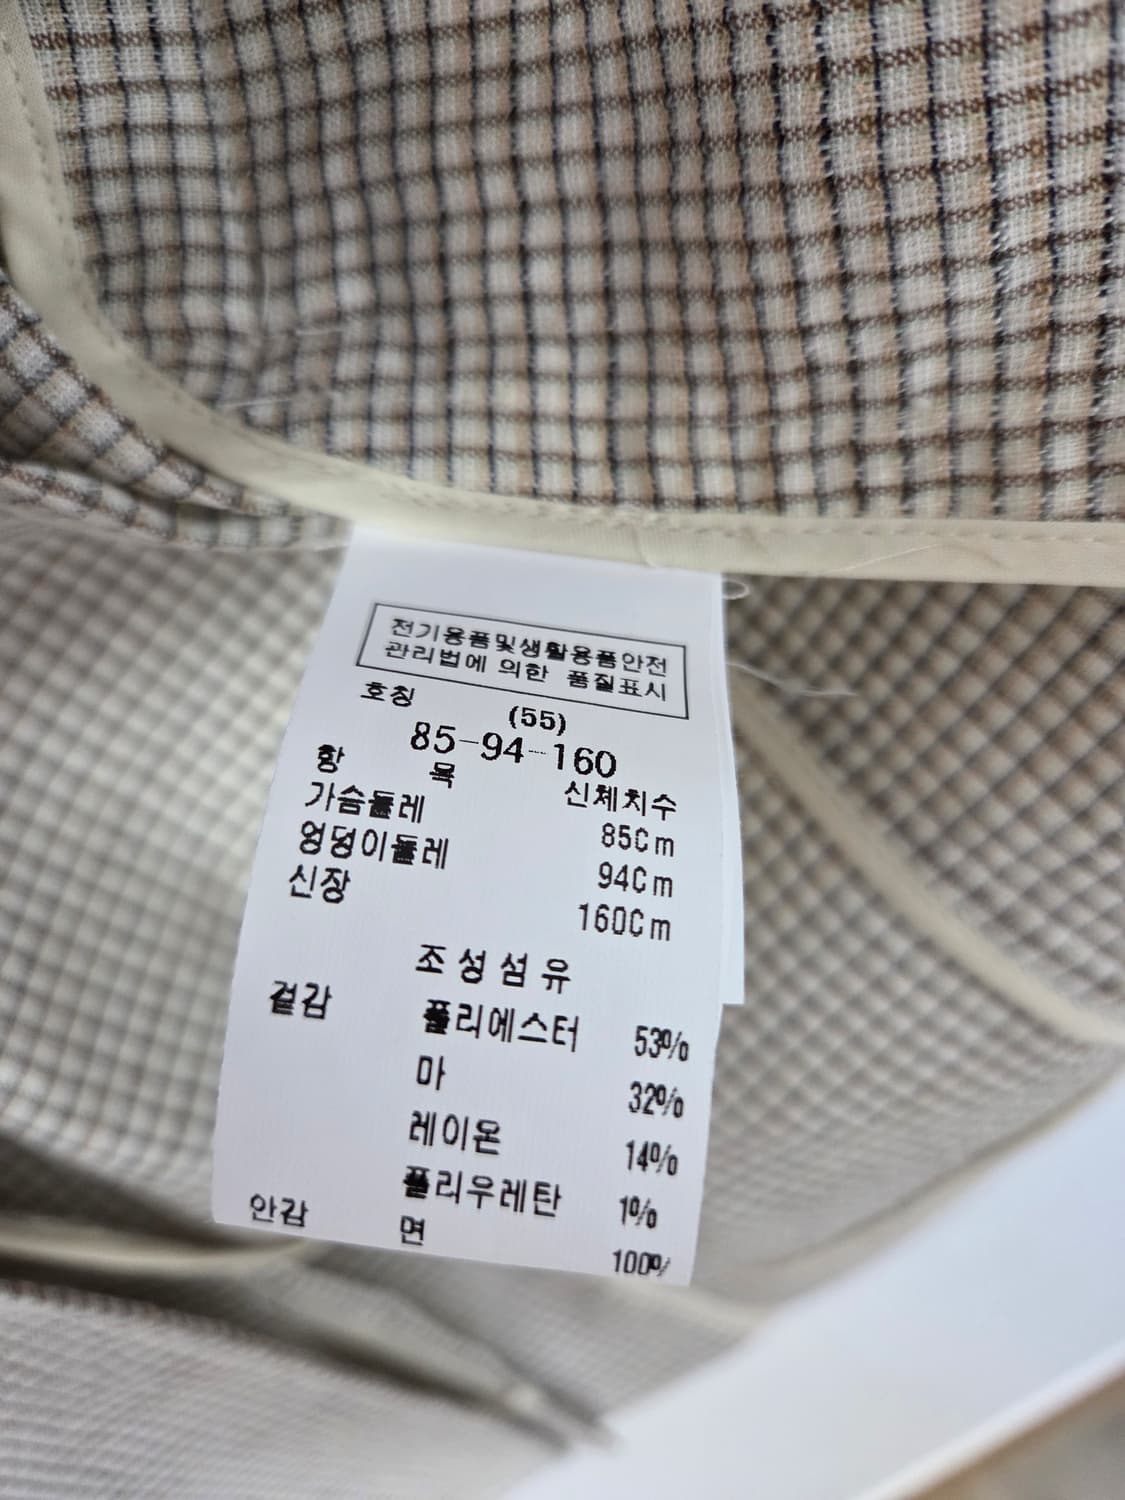 전기용품및생활용품안전
관리법에 의한 품질표시
호칭 (55)
85-94-160
항 목 신체치수
가슴둘레 85Cm
엉덩이둘레 94Cm
신장 160Cm
조성섬유
겉감 폴리에스터 53%
마 32%
레이온 14%
폴리우레탄 1%
안감 면 100%